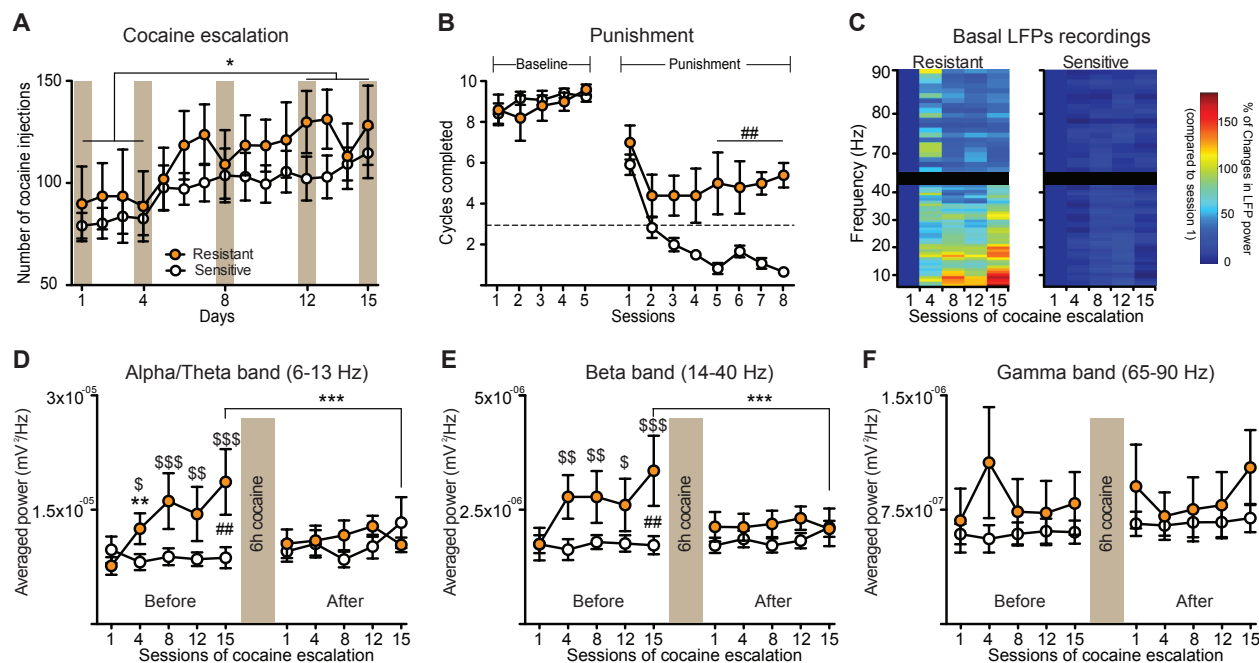 A
Cocaine escalation
Number of cocaine injections
150
100
50
*
Resistant
Sensitive
1
4
8
12
15
Days
B
Punishment
Baseline
Punishment
Cycles completed
10
8
6
4
2
0
##
1
2
3
4
5
1
2
3
4
5
6
7
8
Sessions
C
Basal LFPs recordings
Resistant
Sensitive
Frequency (Hz)
90
80
70
40
30
20
10
1
4
8
12
15
1
4
8
12
15
Sessions of cocaine escalation
% of Changes in LFP power
(compared to session 1)
150
100
50
0
D
Alpha/Theta band (6-13 Hz)
Averaged power (mV²/Hz)
3x10⁻⁰⁵
1.5x10⁻⁰⁵
***
$
**
$$$
$$
$$$
##
6h cocaine
Before
After
1
4
8
12
15
1
4
8
12
15
Sessions of cocaine escalation
E
Beta band (14-40 Hz)
Averaged power (mV²/Hz)
5x10⁻⁰⁶
2.5x10⁻⁰⁶
***
$$
$$
$
$$$
##
6h cocaine
Before
After
1
4
8
12
15
1
4
8
12
15
Sessions of cocaine escalation
F
Gamma band (65-90 Hz)
Averaged power (mV²/Hz)
1.5x10⁻⁰⁶
7.5x10⁻⁰⁷
6h cocaine
Before
After
1
4
8
12
15
1
4
8
12
15
Sessions of cocaine escalation